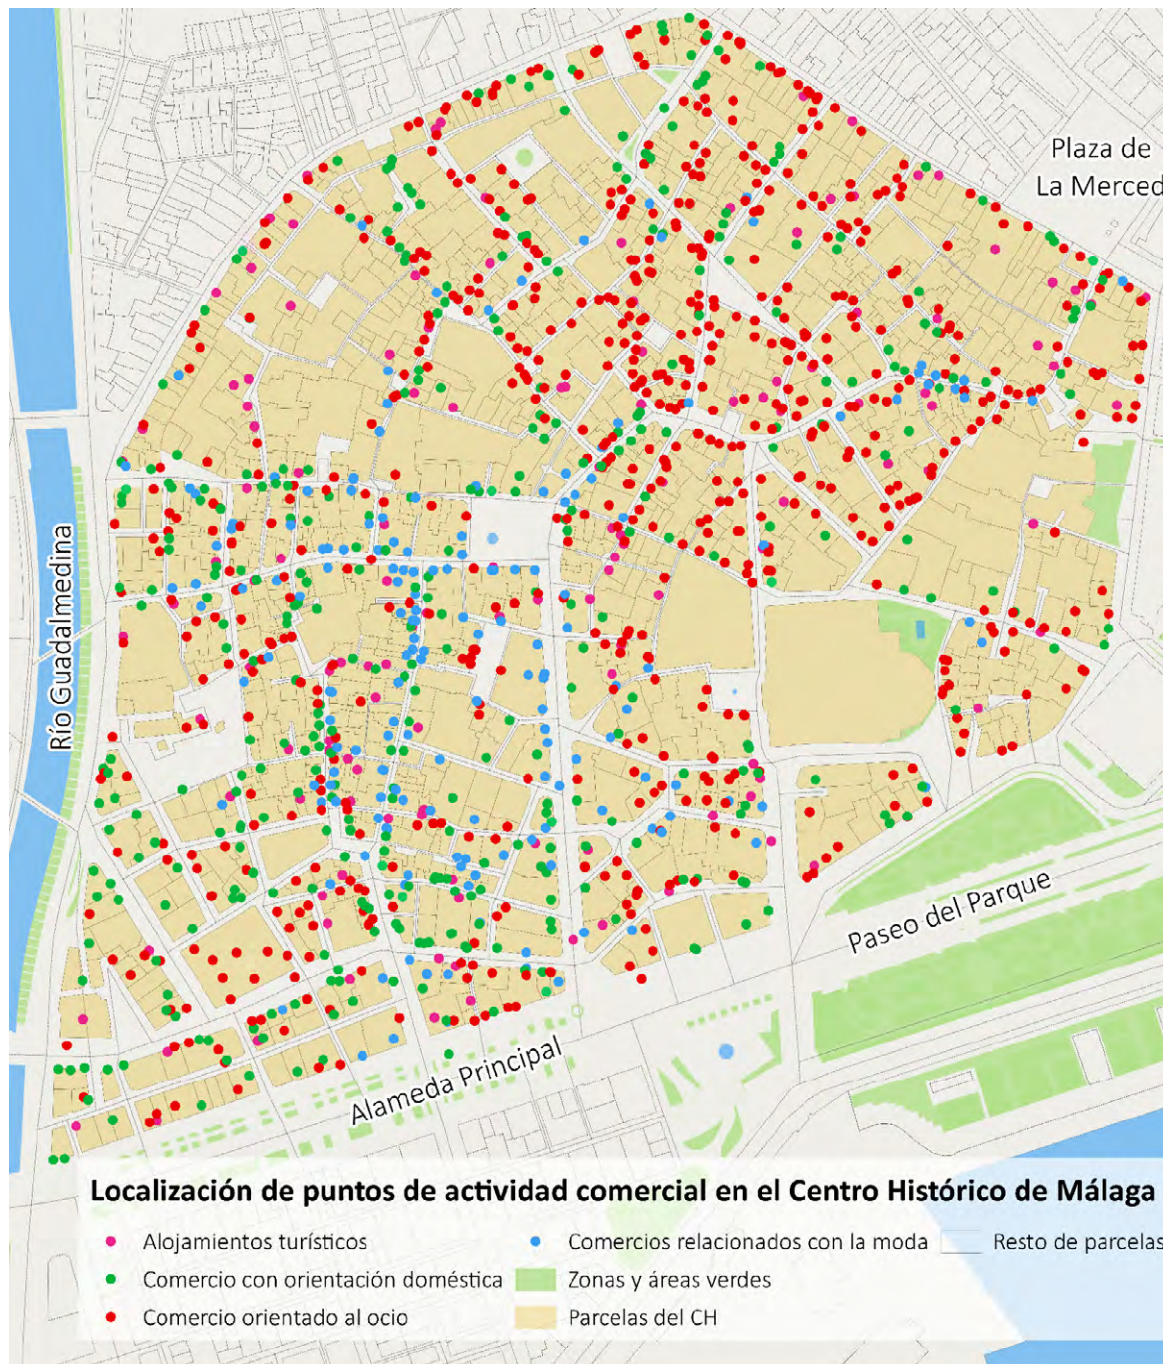 Plaza de
La Merced
Río Guadalmedina
Paseo del Parque
Alameda Principal
Localización de puntos de actividad comercial en el Centro Histórico de Málaga
Alojamientos turísticos
Comercios relacionados con la moda
Resto de parcelas
Comercio con orientación doméstica
Zonas y áreas verdes
Comercio orientado al ocio
Parcelas del CH